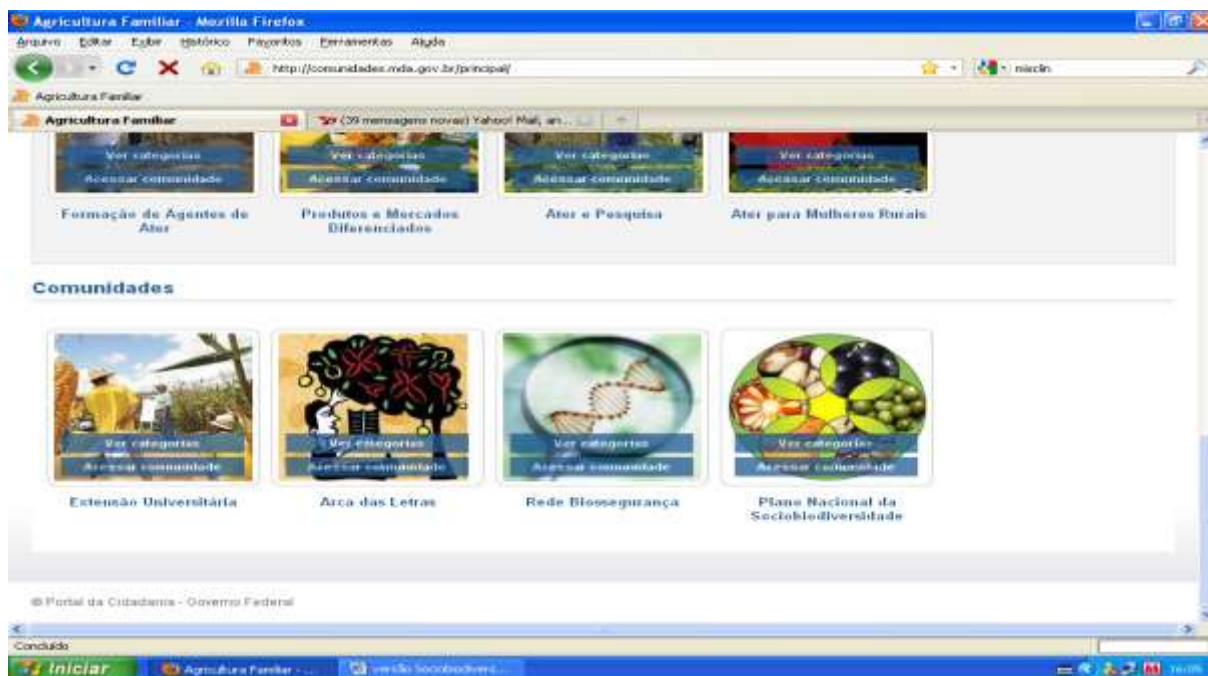 Agricultura Familiar - Mozilla Firefox
Arquivo Editar Exibir Histórico Favoritos Ferramentas Ajuda
http://comunidades.mda.gov.br/principal/
Agricultura Familiar
Agricultura Familiar (39 mensagens novas) Yahoo! Mail, an...
Ver categorias Ver categorias Ver categorias Ver categorias
Acessar comunidade Acessar comunidade Acessar comunidade Acessar comunidade
Formação de Agentes de Produtos e Mercados Ater e Pesquisa Ater para Mulheres Rurais
Ater Diferenciados
Comunidades
Ver categorias Ver categorias Ver categorias Ver categorias
Acessar comunidade Acessar comunidade Acessar comunidade Acessar comunidade
Extensão Universitária Arca das Letras Rede Biossegurança Plano Nacional da
Sociobiodiversidade
© Portal da Cidadania - Governo Federal
Concluído
Iniciar Agricultura Familiar - ... versão Sociobiodivers...